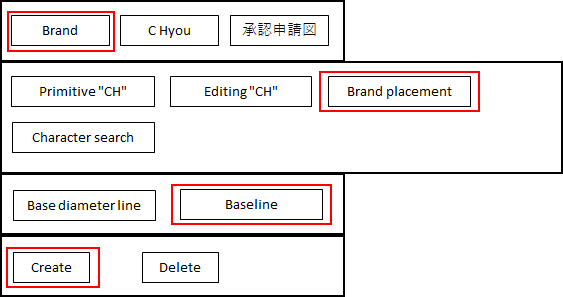 Brand C Hyou 承認申請図
Primitive "CH" Editing "CH" Brand placement
Character search
Base diameter line Baseline
Create Delete